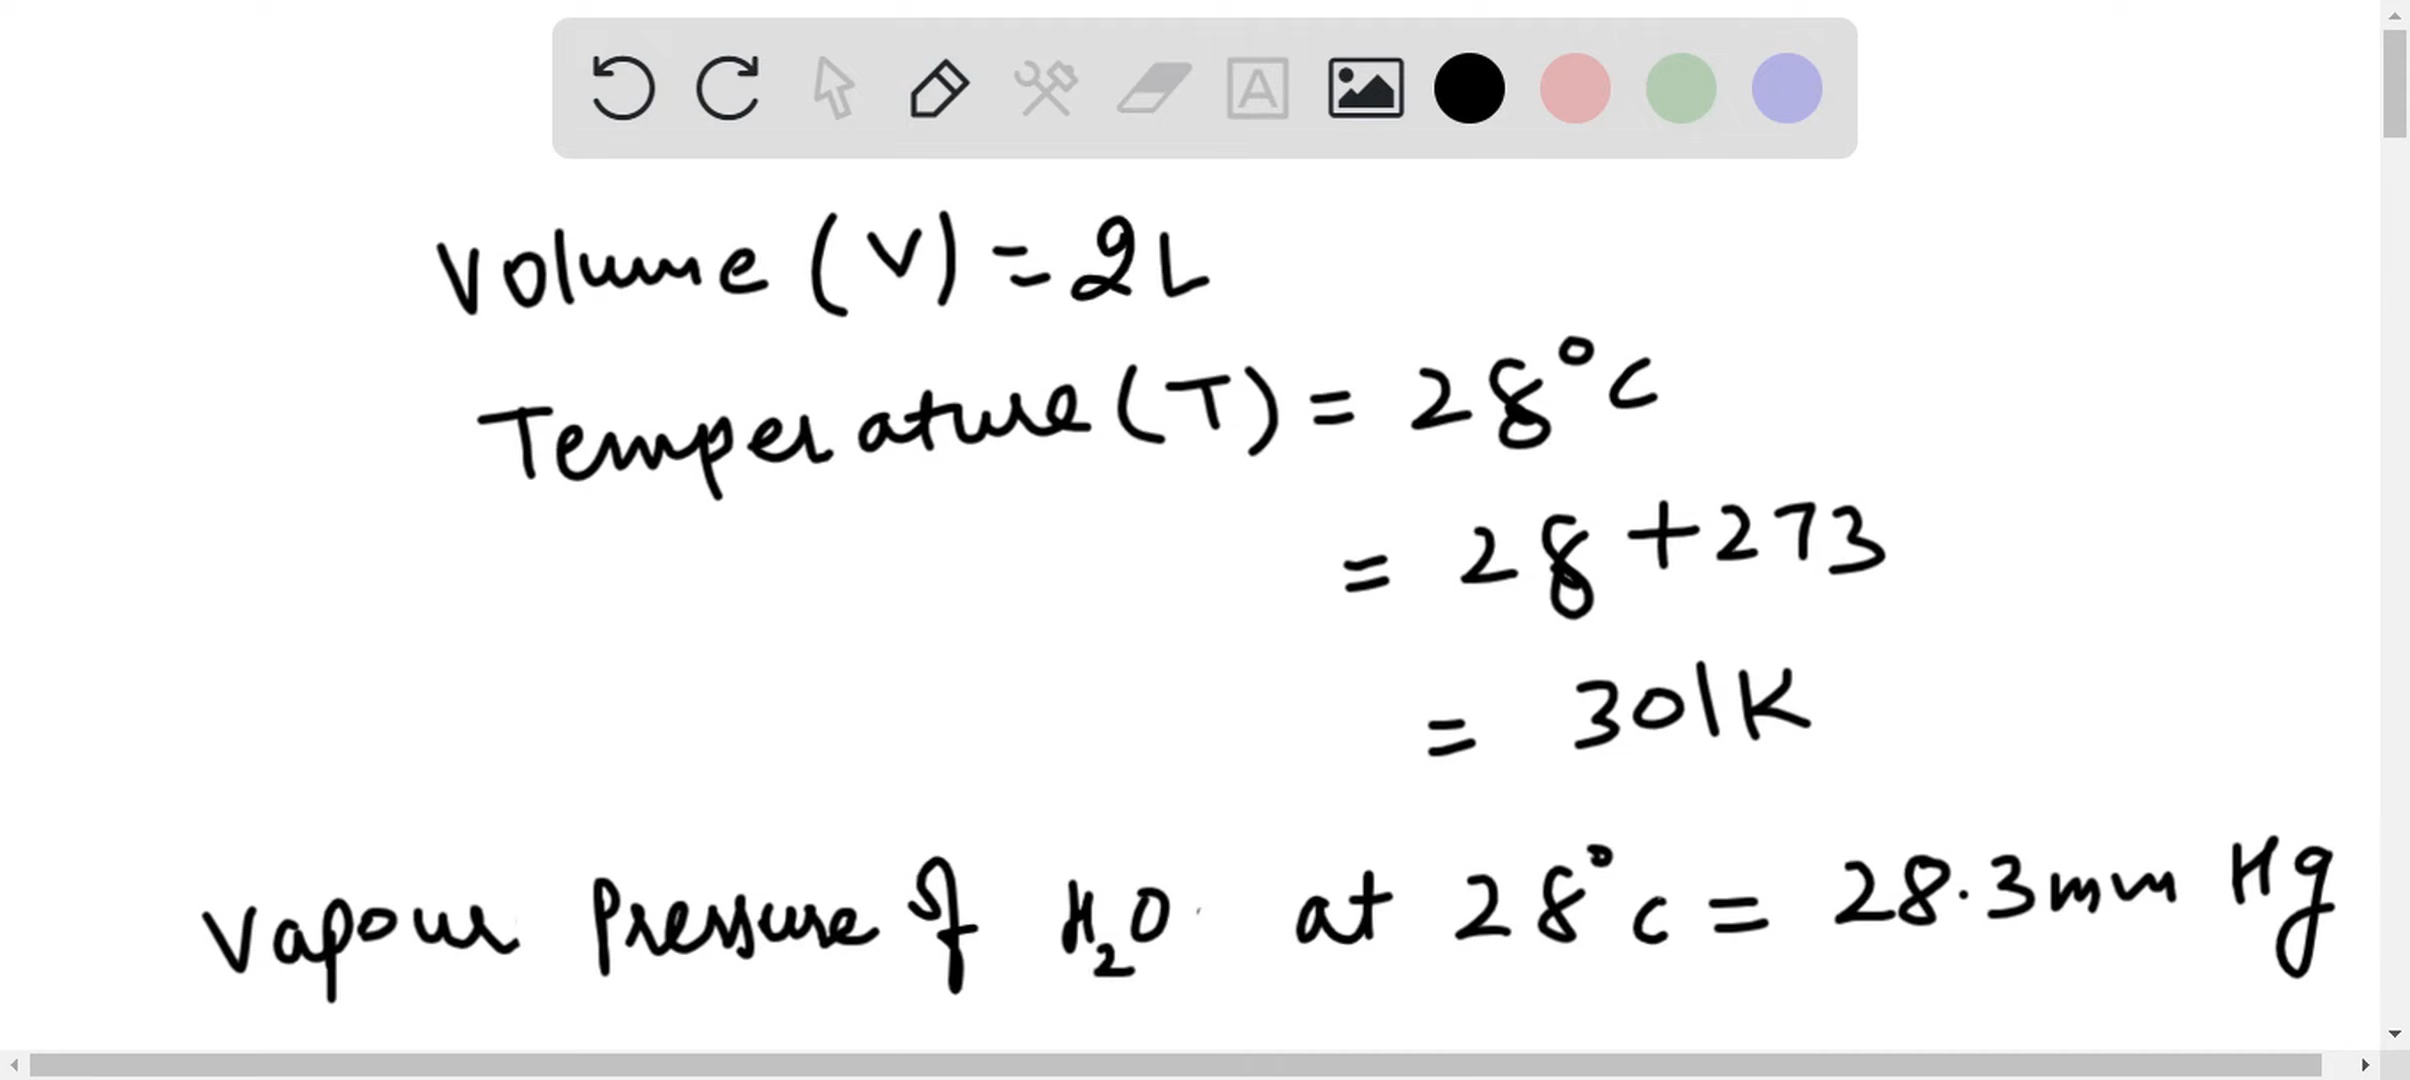 A
Volume (V) = 2L
Temperature (T) = 28°C
= 28 + 273
= 301K
Vapour Pressure of H₂O at 28°C = 28.3mm Hg